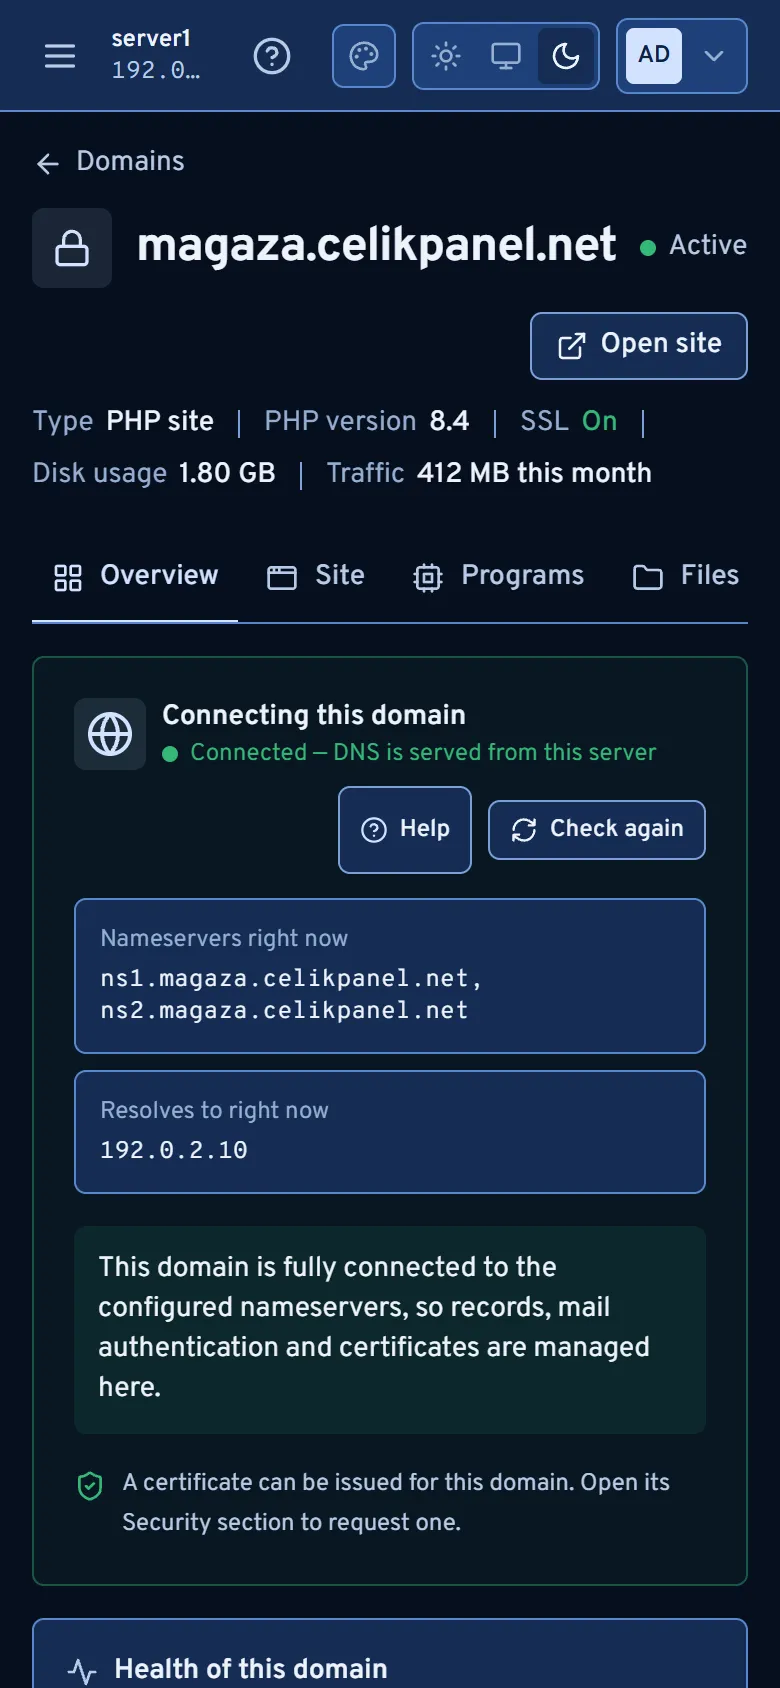 server1
192.0...
AD
Domains
magaza.celikpanel.net
Active
Open site
Type PHP site | PHP version 8.4 | SSL On |
Disk usage 1.80 GB | Traffic 412 MB this month
Overview
Site
Programs
Files
Connecting this domain
Connected — DNS is served from this server
Help
Check again
Nameservers right now
ns1.magaza.celikpanel.net,
ns2.magaza.celikpanel.net
Resolves to right now
192.0.2.10
This domain is fully connected to the
configured nameservers, so records, mail
authentication and certificates are managed
here.
A certificate can be issued for this domain. Open its
Security section to request one.
Health of this domain